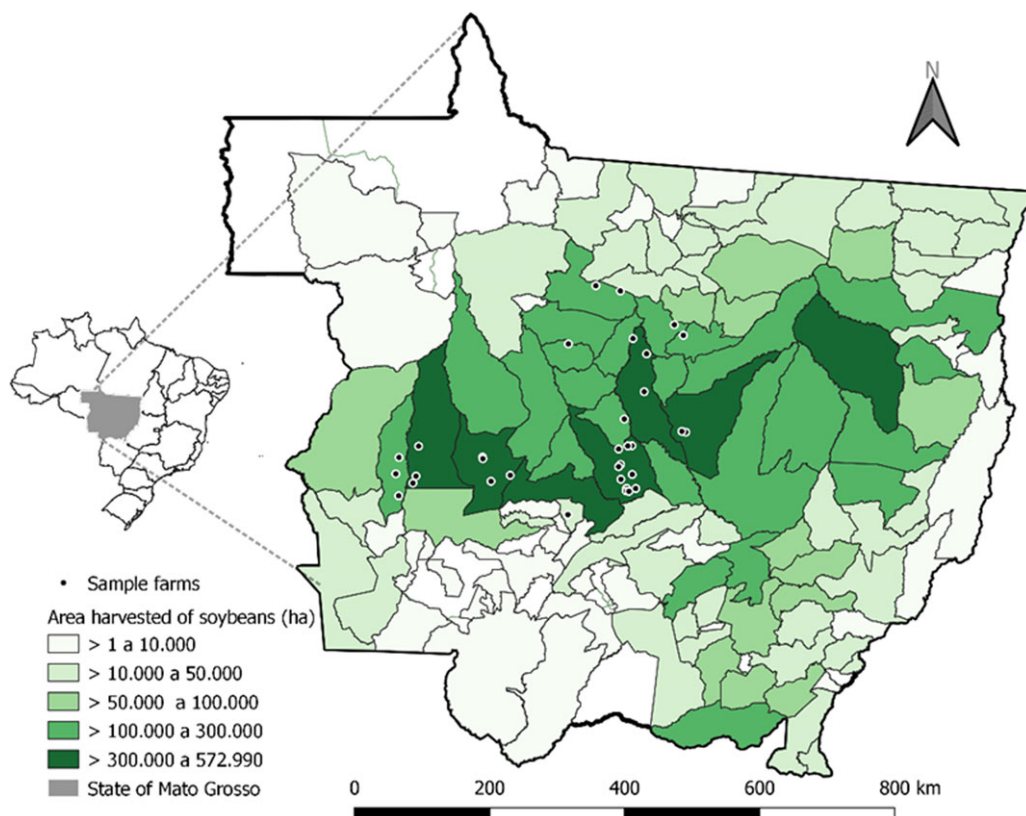 N
Sample farms
Area harvested of soybeans (ha)
> 1 a 10.000
> 10.000 a 50.000
> 50.000 a 100.000
> 100.000 a 300.000
> 300.000 a 572.990
State of Mato Grosso
0 200 400 600 800 km